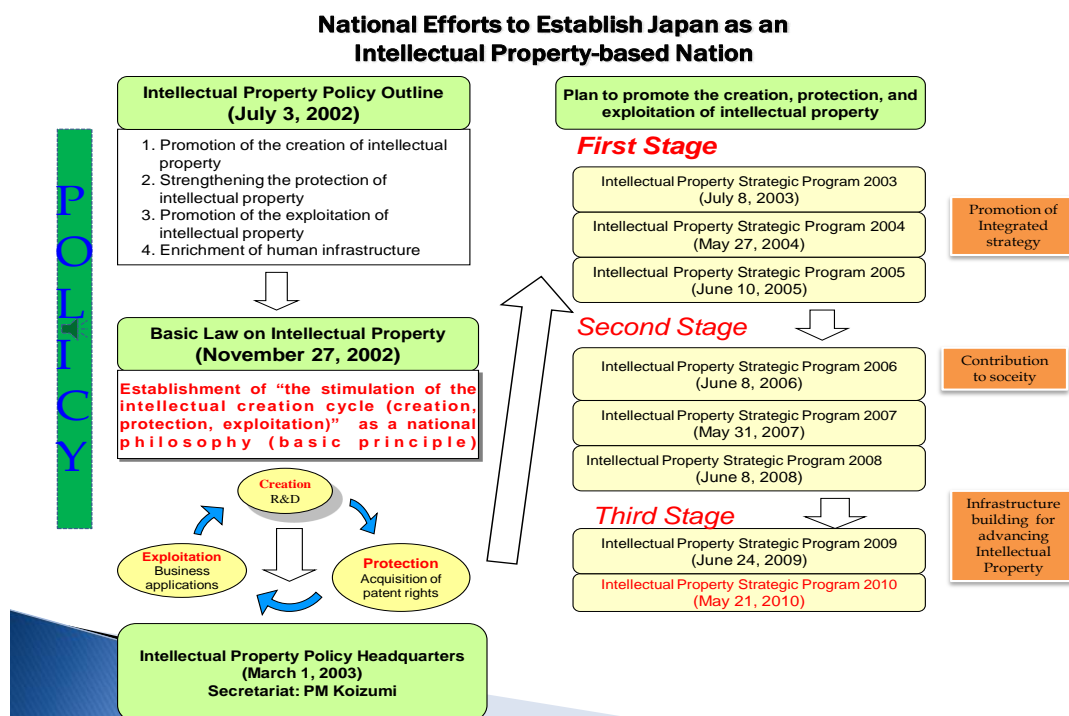 National Efforts to Establish Japan as an
Intellectual Property-based Nation
POLICY
Intellectual Property Policy Outline
(July 3, 2002)
1. Promotion of the creation of intellectual
property
2. Strengthening the protection of
intellectual property
3. Promotion of the exploitation of
intellectual property
4. Enrichment of human infrastructure
Basic Law on Intellectual Property
(November 27, 2002)
Establishment of “the stimulation of the
intellectual creation cycle (creation,
protection, exploitation)” as a national
philosophy (basic principle)
Creation
R&D
Exploitation
Business
applications
Protection
Acquisition of
patent rights
Intellectual Property Policy Headquarters
(March 1, 2003)
Secretariat: PM Koizumi
Plan to promote the creation, protection, and
exploitation of intellectual property
First Stage
Intellectual Property Strategic Program 2003
(July 8, 2003)
Intellectual Property Strategic Program 2004
(May 27, 2004)
Intellectual Property Strategic Program 2005
(June 10, 2005)
Promotion of
Integrated
strategy
Second Stage
Intellectual Property Strategic Program 2006
(June 8, 2006)
Intellectual Property Strategic Program 2007
(May 31, 2007)
Intellectual Property Strategic Program 2008
(June 8, 2008)
Contribution
to soceity
Third Stage
Intellectual Property Strategic Program 2009
(June 24, 2009)
Intellectual Property Strategic Program 2010
(May 21, 2010)
Infrastructure
building for
advancing
Intellectual
Property